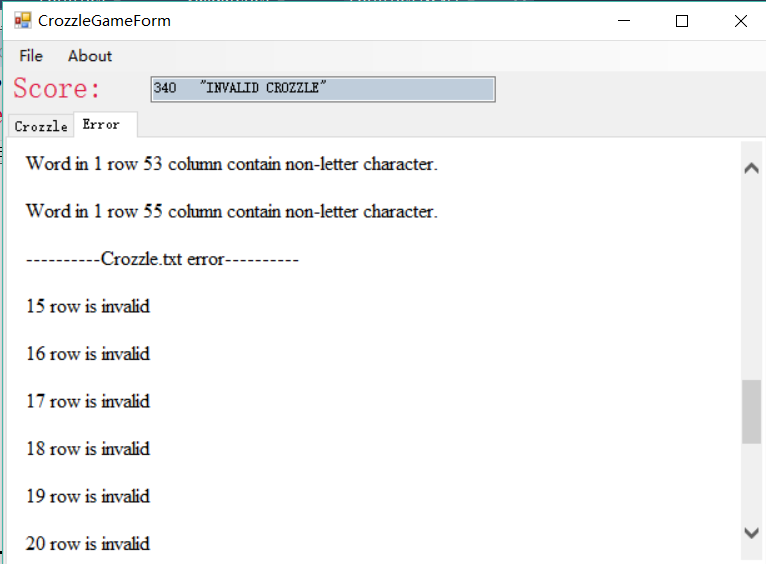 CrozzleGameForm
File About
Score: 340 "INVALID CROZZLE"
Crozzle Error
Word in 1 row 53 column contain non-letter character.
Word in 1 row 55 column contain non-letter character.
----------Crozzle.txt error----------
15 row is invalid
16 row is invalid
17 row is invalid
18 row is invalid
19 row is invalid
20 row is invalid